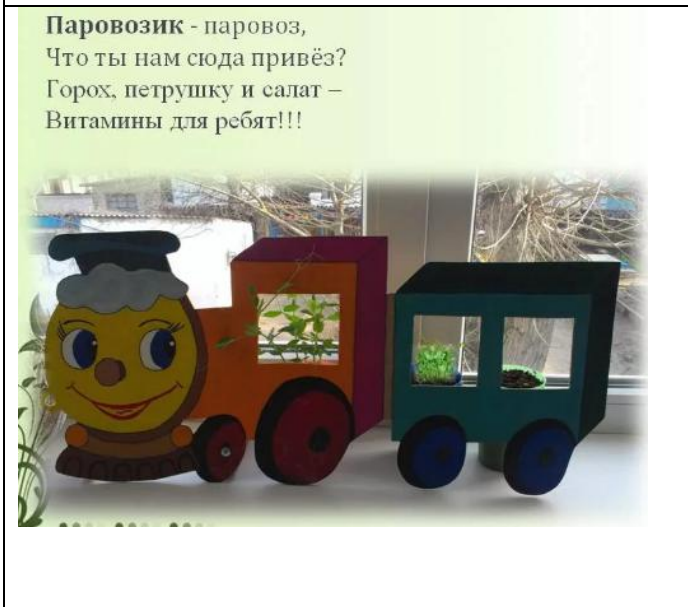 Паровозик - паровоз,
Что ты нам сюда привёз?
Горох, петрушку и салат –
Витамины для ребят!!!